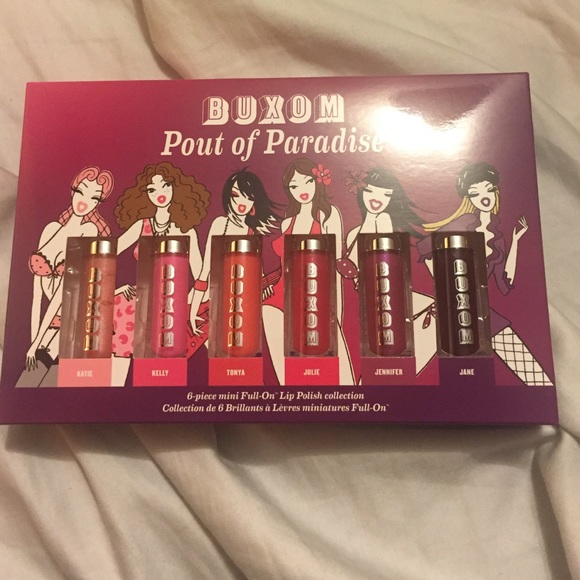 BUXOM
Pout of Paradise
BUXOM BUXOM BUXOM BUXOM BUXOM BUXOM
KATIE KELLY TONYA JULIE JENNIFER JANE
6-piece mini Full-On™ Lip Polish collection
Collection de 6 Brillants à Lèvres miniatures Full-On™